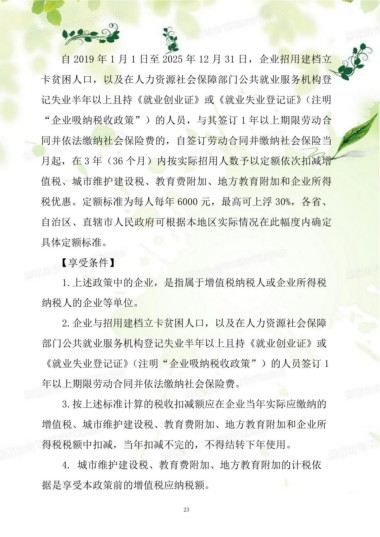 自 2019 年 1 月 1 日至 2025 年 12 月 31 日，企业招用建档立
卡贫困人口，以及在人力资源社会保障部门公共就业服务机构登
记失业半年以上且持《就业创业证》或《就业失业登记证》（注明
“企业吸纳税收政策”）的人员，与其签订 1 年以上期限劳动合
同并依法缴纳社会保险费的，自签订劳动合同并缴纳社会保险当
月起，在 3 年（36 个月）内按实际招用人数予以定额依次扣减增
值税、城市维护建设税、教育费附加、地方教育附加和企业所得
税优惠。定额标准为每人每年 6000 元，最高可上浮 30%，各省、
自治区、直辖市人民政府可根据本地区实际情况在此幅度内确定
具体定额标准。
【享受条件】
1.上述政策中的企业，是指属于增值税纳税人或企业所得税
纳税人的企业等单位。
2.企业与招用建档立卡贫困人口，以及在人力资源社会保障
部门公共就业服务机构登记失业半年以上且持《就业创业证》或
《就业失业登记证》（注明“企业吸纳税收政策”）的人员签订 1
年以上期限劳动合同并依法缴纳社会保险费。
3.按上述标准计算的税收扣减额应在企业当年实际应缴纳的
增值税、城市维护建设税、教育费附加、地方教育附加和企业所
得税税额中扣减，当年扣减不完的，不得结转下年使用。
4. 城市维护建设税、教育费附加、地方教育附加的计税依
据是享受本政策前的增值税应纳税额。
23